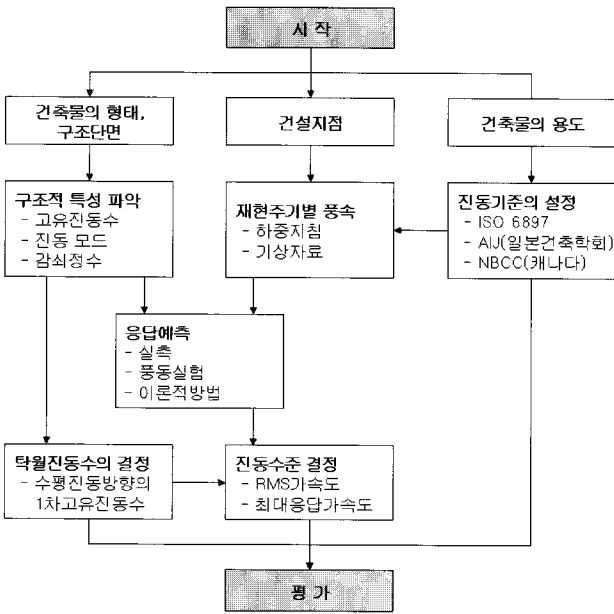 시 작
건축물의 형태,
구조단면
건설지점
건축물의 용도
구조적 특성 파악
- 고유진동수
- 진동 모드
- 감쇠정수
재현주기별 풍속
- 하중지침
- 기상자료
진동기준의 설정
- ISO 6897
- AIJ(일본건축학회)
- NBCC(캐나다)
응답예측
- 실측
- 풍동실험
- 이론적방법
탁월진동수의 결정
- 수평진동방향의
1차고유진동수
진동수준 결정
- RMS가속도
- 최대응답가속도
평 가